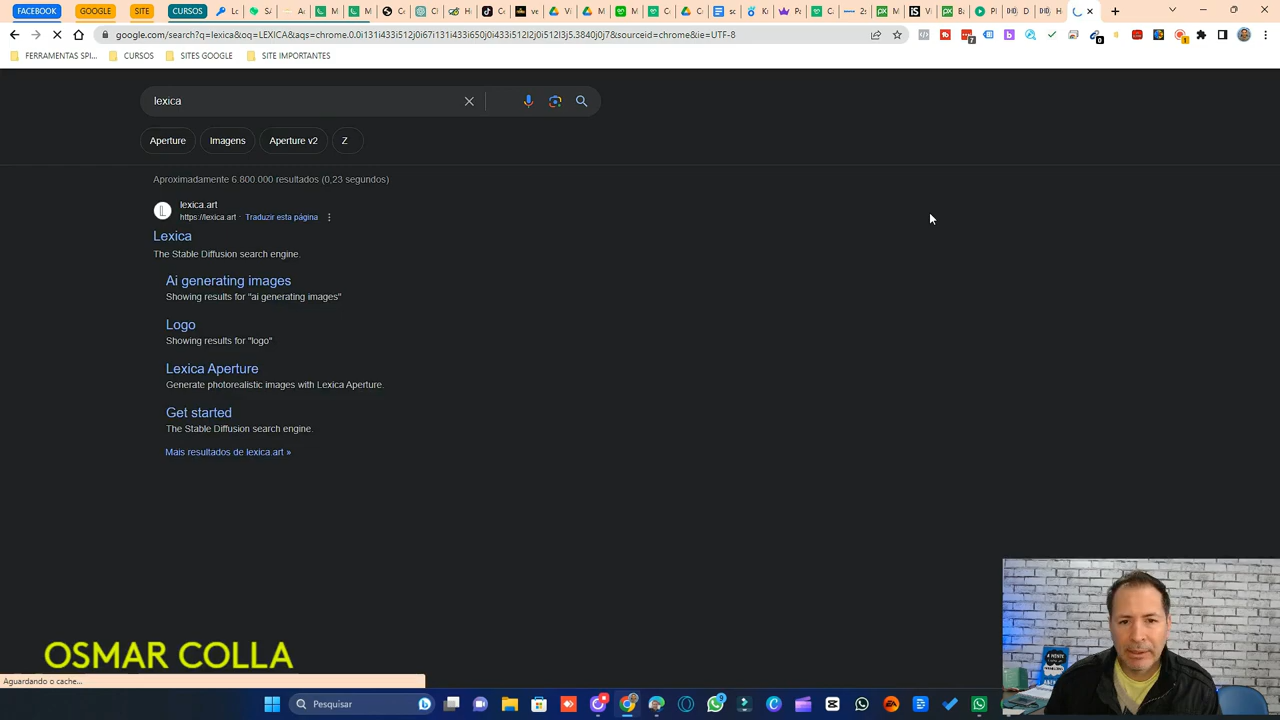 FACEBOOK
GOOGLE
SITE
CURSOS
google.com/search?q=lexica&oq=LEXICA&aqs=chrome.0.0i131i433i512j0i67i131i433i650j0i433i512l2j0i512l3j5.3840j0j7&sourceid=chrome&ie=UTF-8
FERRAMENTAS SPI...
CURSOS
SITES GOOGLE
SITE IMPORTANTES
lexica
Aperture
Imagens
Aperture v2
Z
Aproximadamente 6.800.000 resultados (0,23 segundos)
lexica.art
https://lexica.art · Traduzir esta página
Lexica
The Stable Diffusion search engine.
Ai generating images
Showing results for "ai generating images"
Logo
Showing results for "logo"
Lexica Aperture
Generate photorealistic images with Lexica Aperture.
Get started
The Stable Diffusion search engine.
Mais resultados de lexica.art »
OSMAR COLLA
Aguardando o cache...
Pesquisar